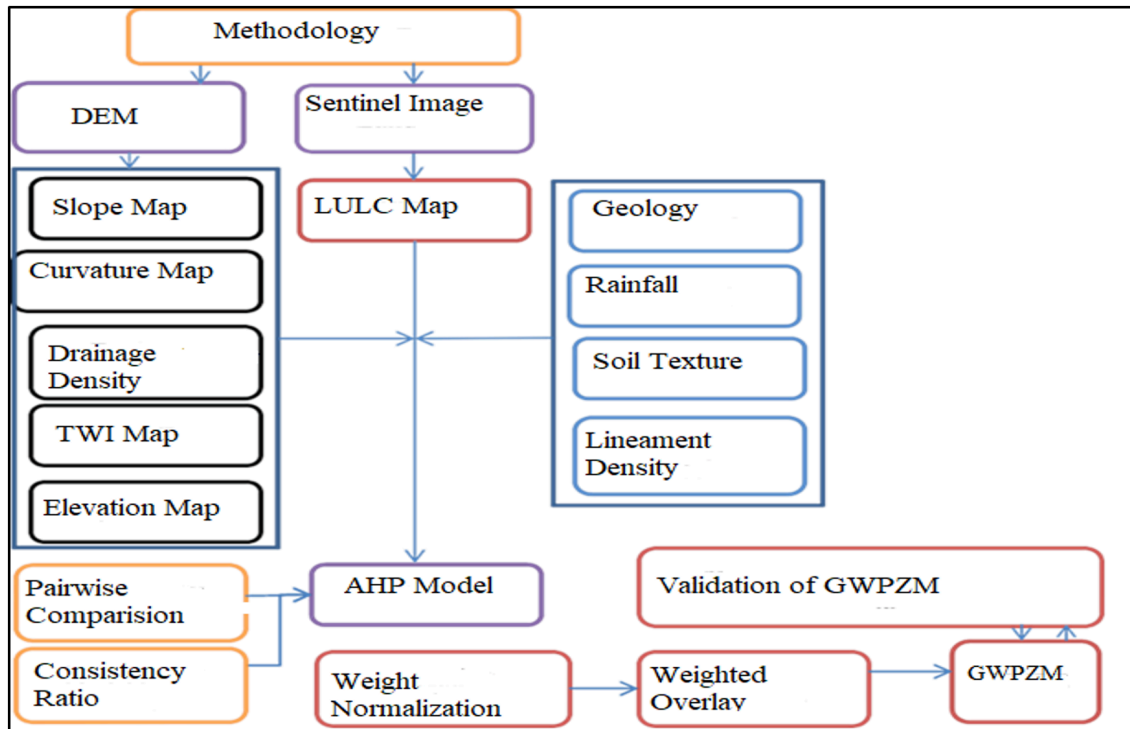 Methodology
DEM
Sentinel Image
Slope Map
Curvature Map
Drainage
Density
TWI Map
Elevation Map
LULC Map
Geology
Rainfall
Soil Texture
Lineament
Density
Pairwise
Comparision
Consistency
Ratio
AHP Model
Weight
Normalization
Weighted
Overlay
GWPZM
Validation of GWPZM